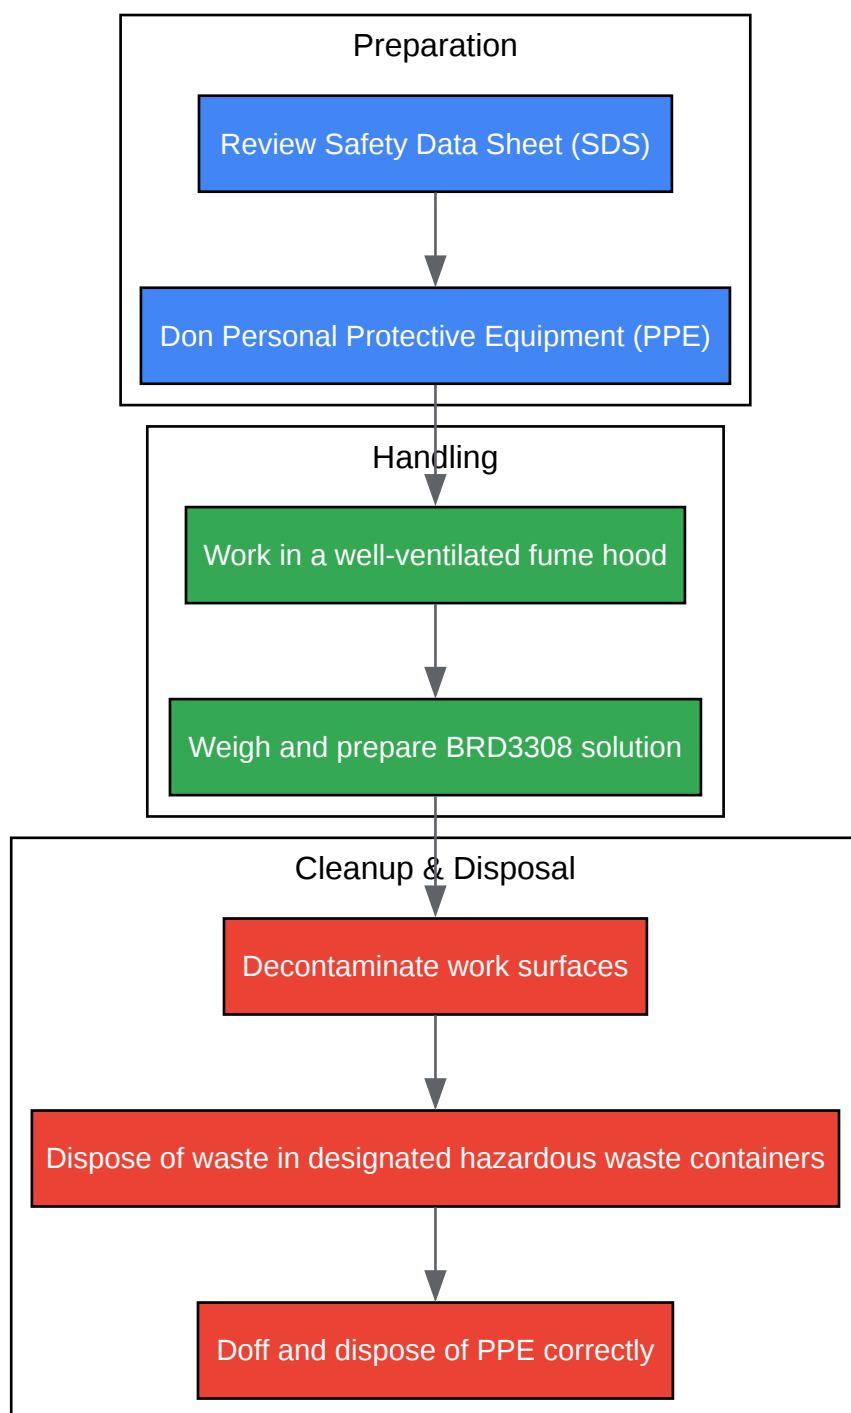 Preparation
Review Safety Data Sheet (SDS)
Don Personal Protective Equipment (PPE)
Handling
Work in a well-ventilated fume hood
Weigh and prepare BRD3308 solution
Cleanup & Disposal
Decontaminate work surfaces
Dispose of waste in designated hazardous waste containers
Doff and dispose of PPE correctly